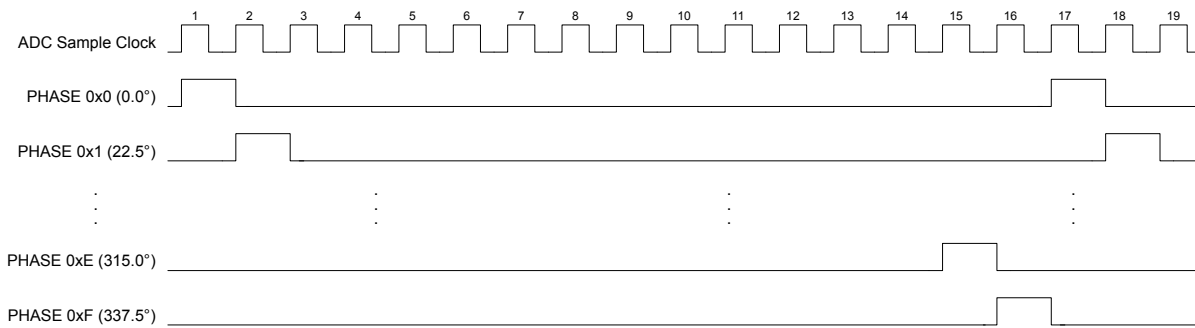 1 2 3 4 5 6 7 8 9 10 11 12 13 14 15 16 17 18 19
ADC Sample Clock
PHASE 0x0 (0.0°)
PHASE 0x1 (22.5°)
PHASE 0xE (315.0°)
PHASE 0xF (337.5°)